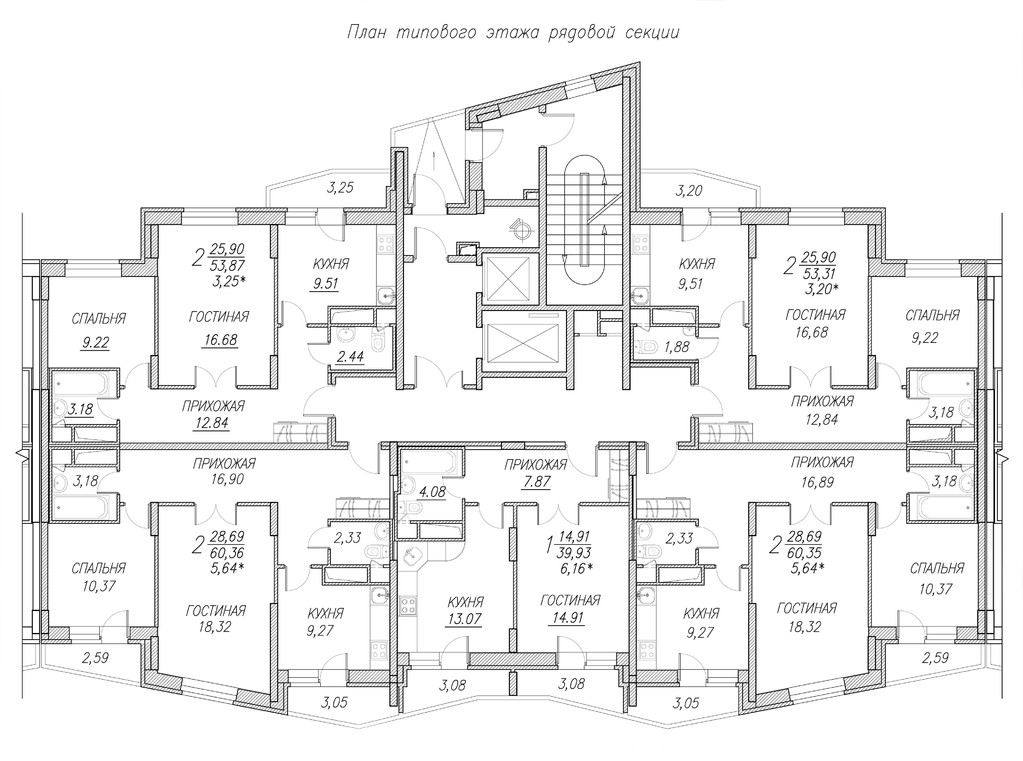 План типового этажа рядовой секции
3,25
3,20
2 25,90
53,87
3,25*
КУХНЯ
9.51
КУХНЯ
9,51
2 25,90
53,31
3,20*
СПАЛЬНЯ
9.22
ГОСТИНАЯ
16.68
2.44
1,88
ГОСТИНАЯ
16,68
СПАЛЬНЯ
9,22
3.18
ПРИХОЖАЯ
12.84
ПРИХОЖАЯ
12,84
3,18
3,18
ПРИХОЖАЯ
16,90
4.08
ПРИХОЖАЯ
7.87
ПРИХОЖАЯ
16,89
3,18
2 28,69
60,36
5,64*
2,33
1 14,91
39,93
6,16*
2,33
2 28,69
60,35
5,64*
СПАЛЬНЯ
10,37
ГОСТИНАЯ
18,32
КУХНЯ
9,27
КУХНЯ
13.07
ГОСТИНАЯ
14.91
КУХНЯ
9,27
ГОСТИНАЯ
18,32
СПАЛЬНЯ
10,37
2,59
3,05
3,08
3,08
3,05
2,59